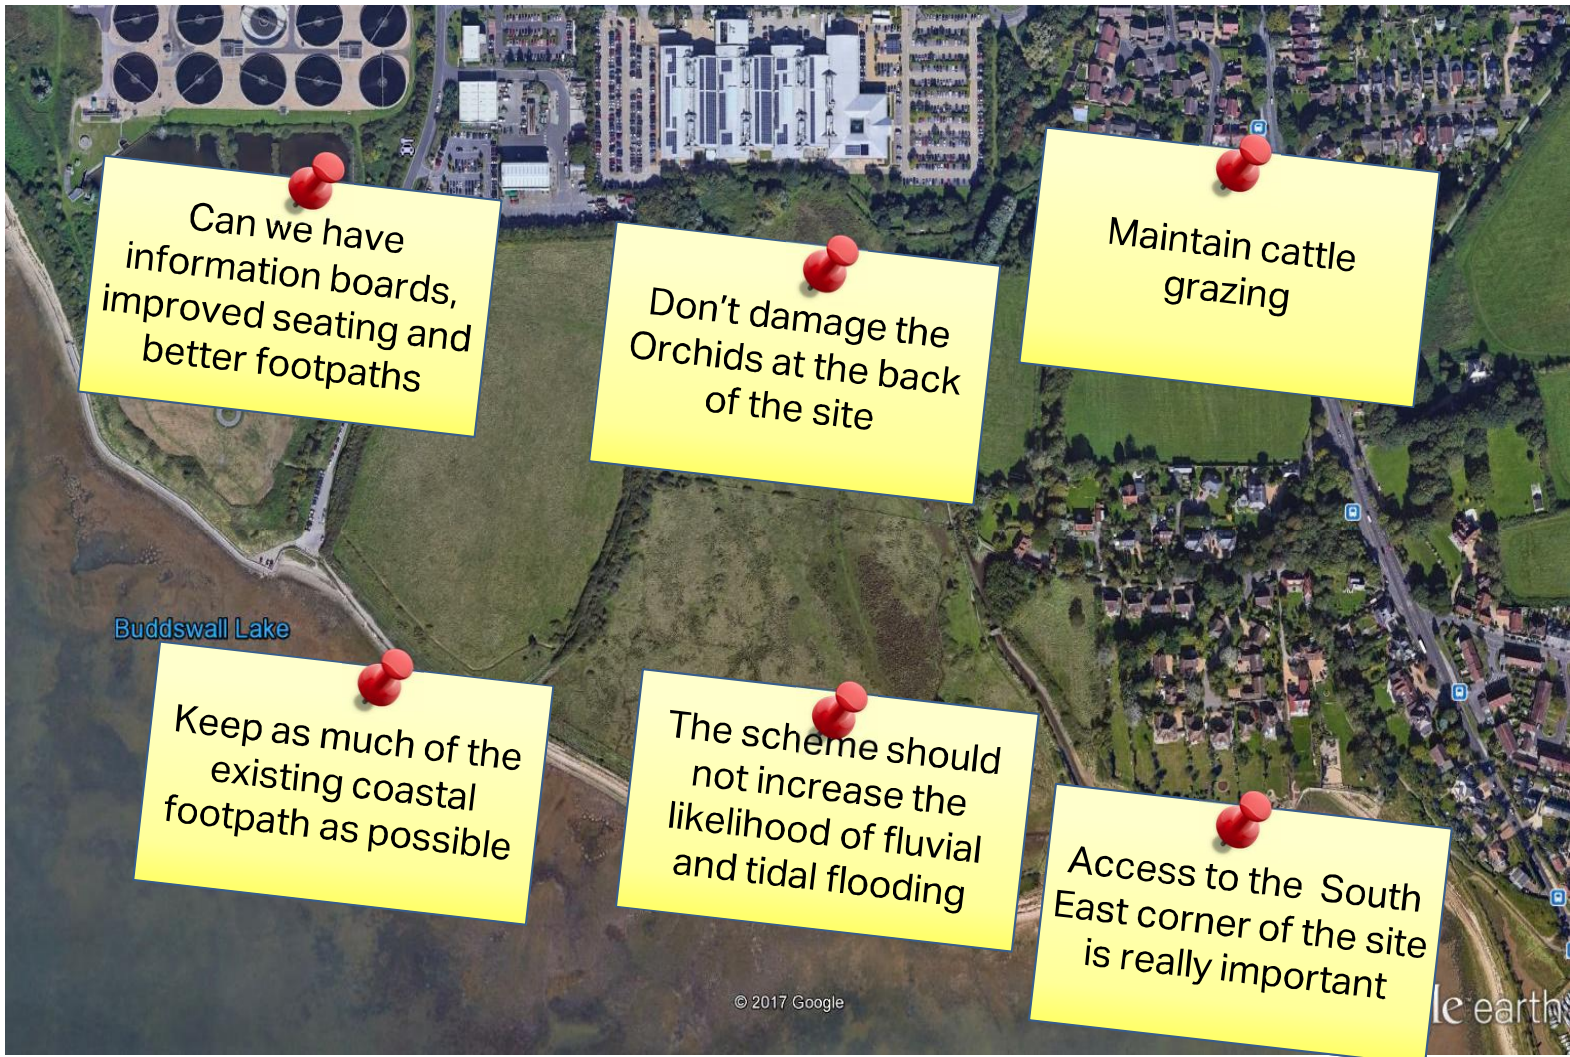 Can we have
information boards,
improved seating and
better footpaths
Don't damage the
Orchids at the back
of the site
Maintain cattle
grazing
Buddswall Lake
Keep as much of the
existing coastal
footpath as possible
The scheme should
not increase the
likelihood of fluvial
and tidal flooding
Access to the South
East corner of the site
is really important
© 2017 Google
earth